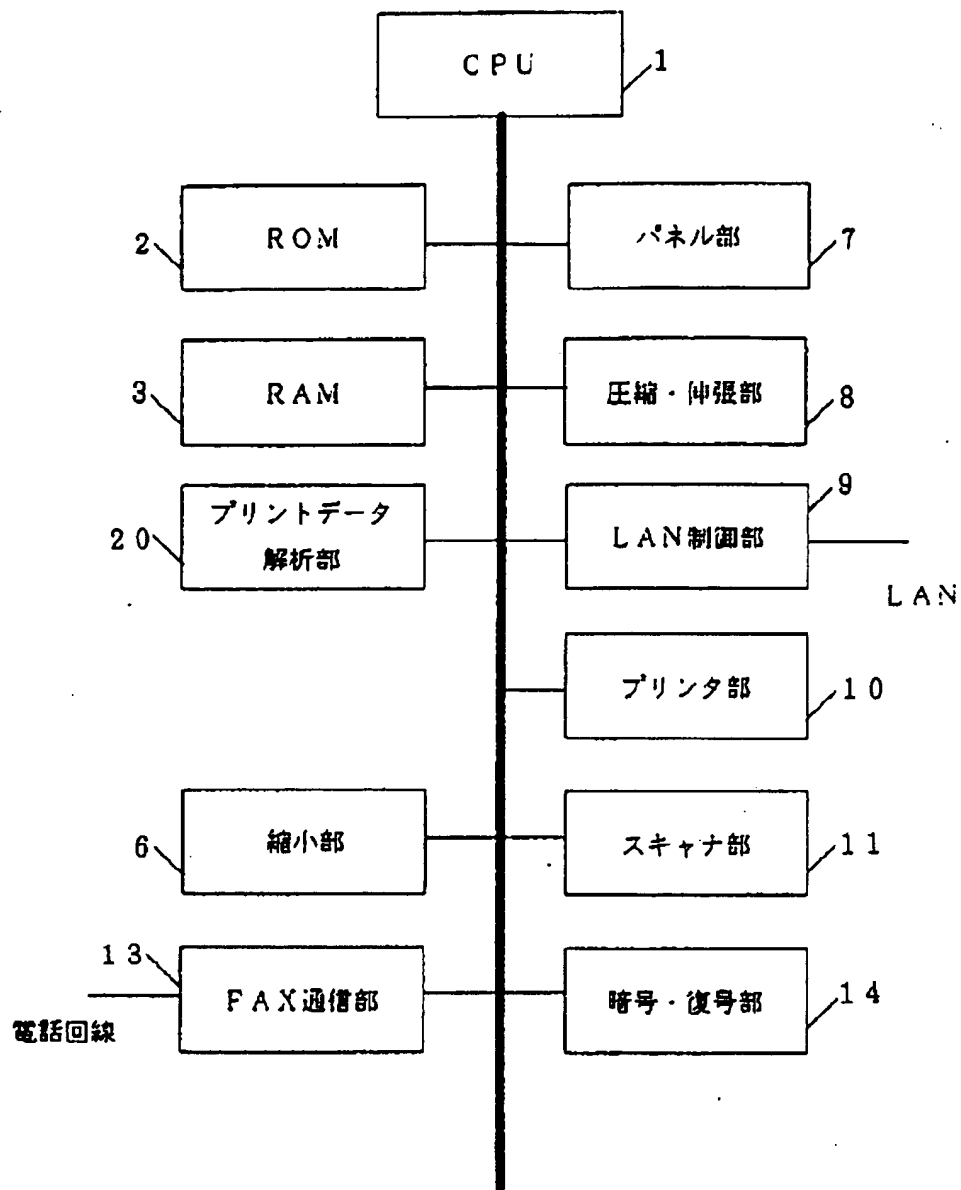 CPU
1
ROM
2
パネル部
7
RAM
3
圧縮・伸張部
8
プリントデータ
解析部
20
LAN制御部
9
LAN
プリンタ部
10
縮小部
6
スキャナ部
11
13
FAX通信部
電話回線
暗号・復号部
14